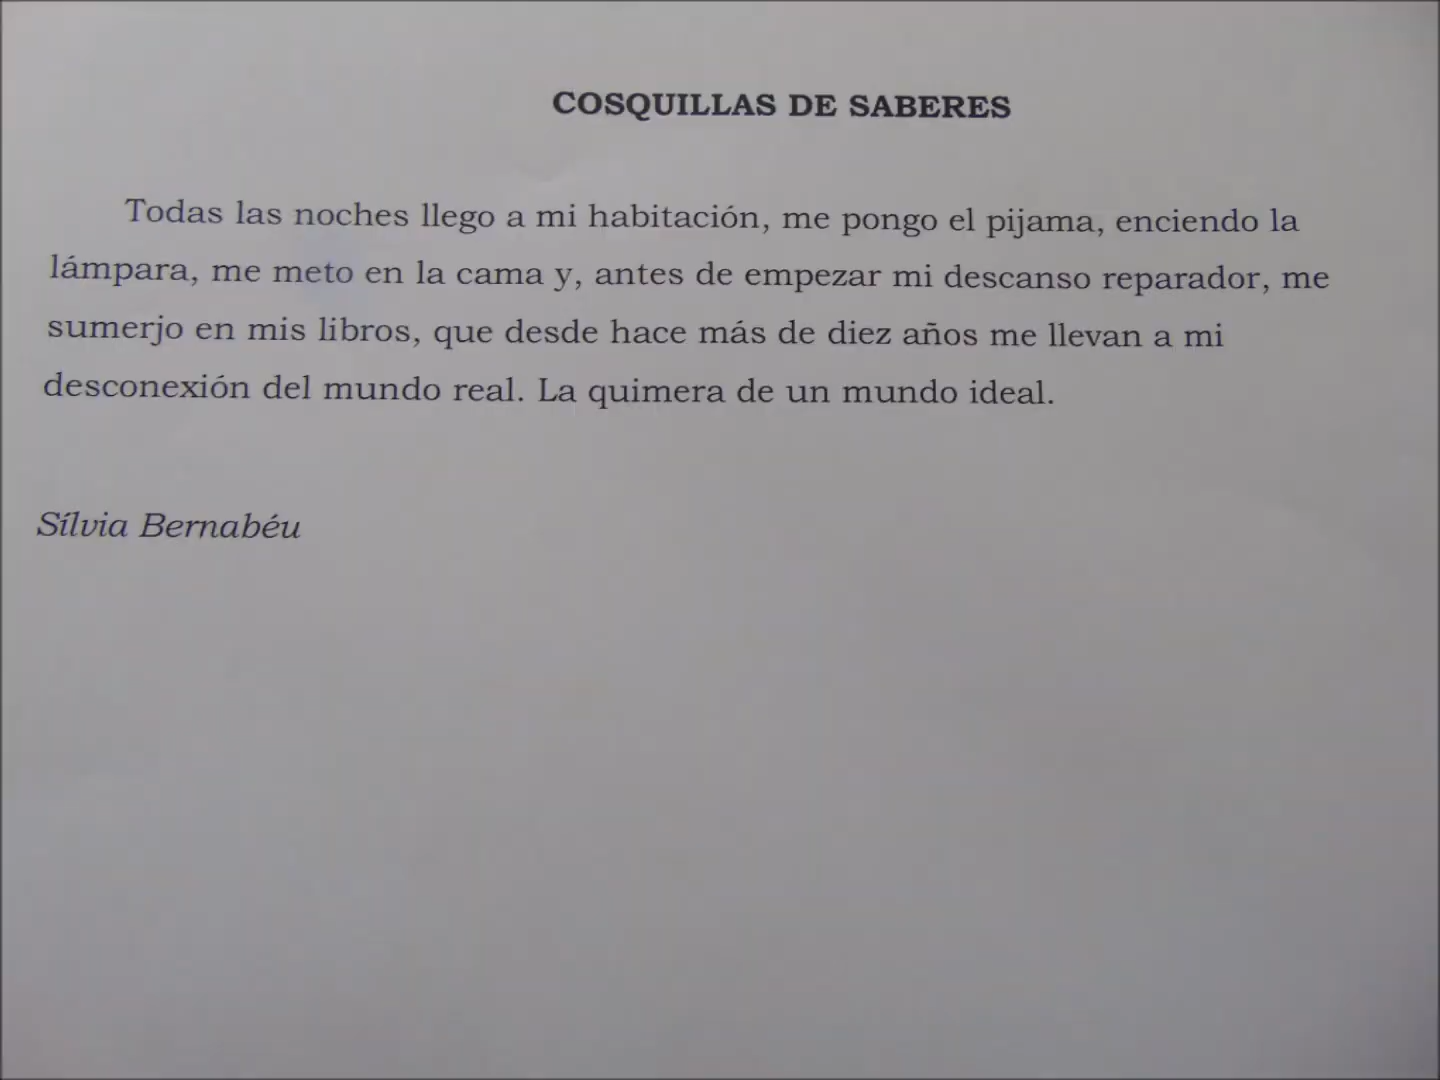 COSQUILLAS DE SABERES
Todas las noches llego a mi habitación, me pongo el pijama, enciendo la
lámpara, me meto en la cama y, antes de empezar mi descanso reparador, me
sumerjo en mis libros, que desde hace más de diez años me llevan a mi
desconexión del mundo real. La quimera de un mundo ideal.
Sílvia Bernabéu